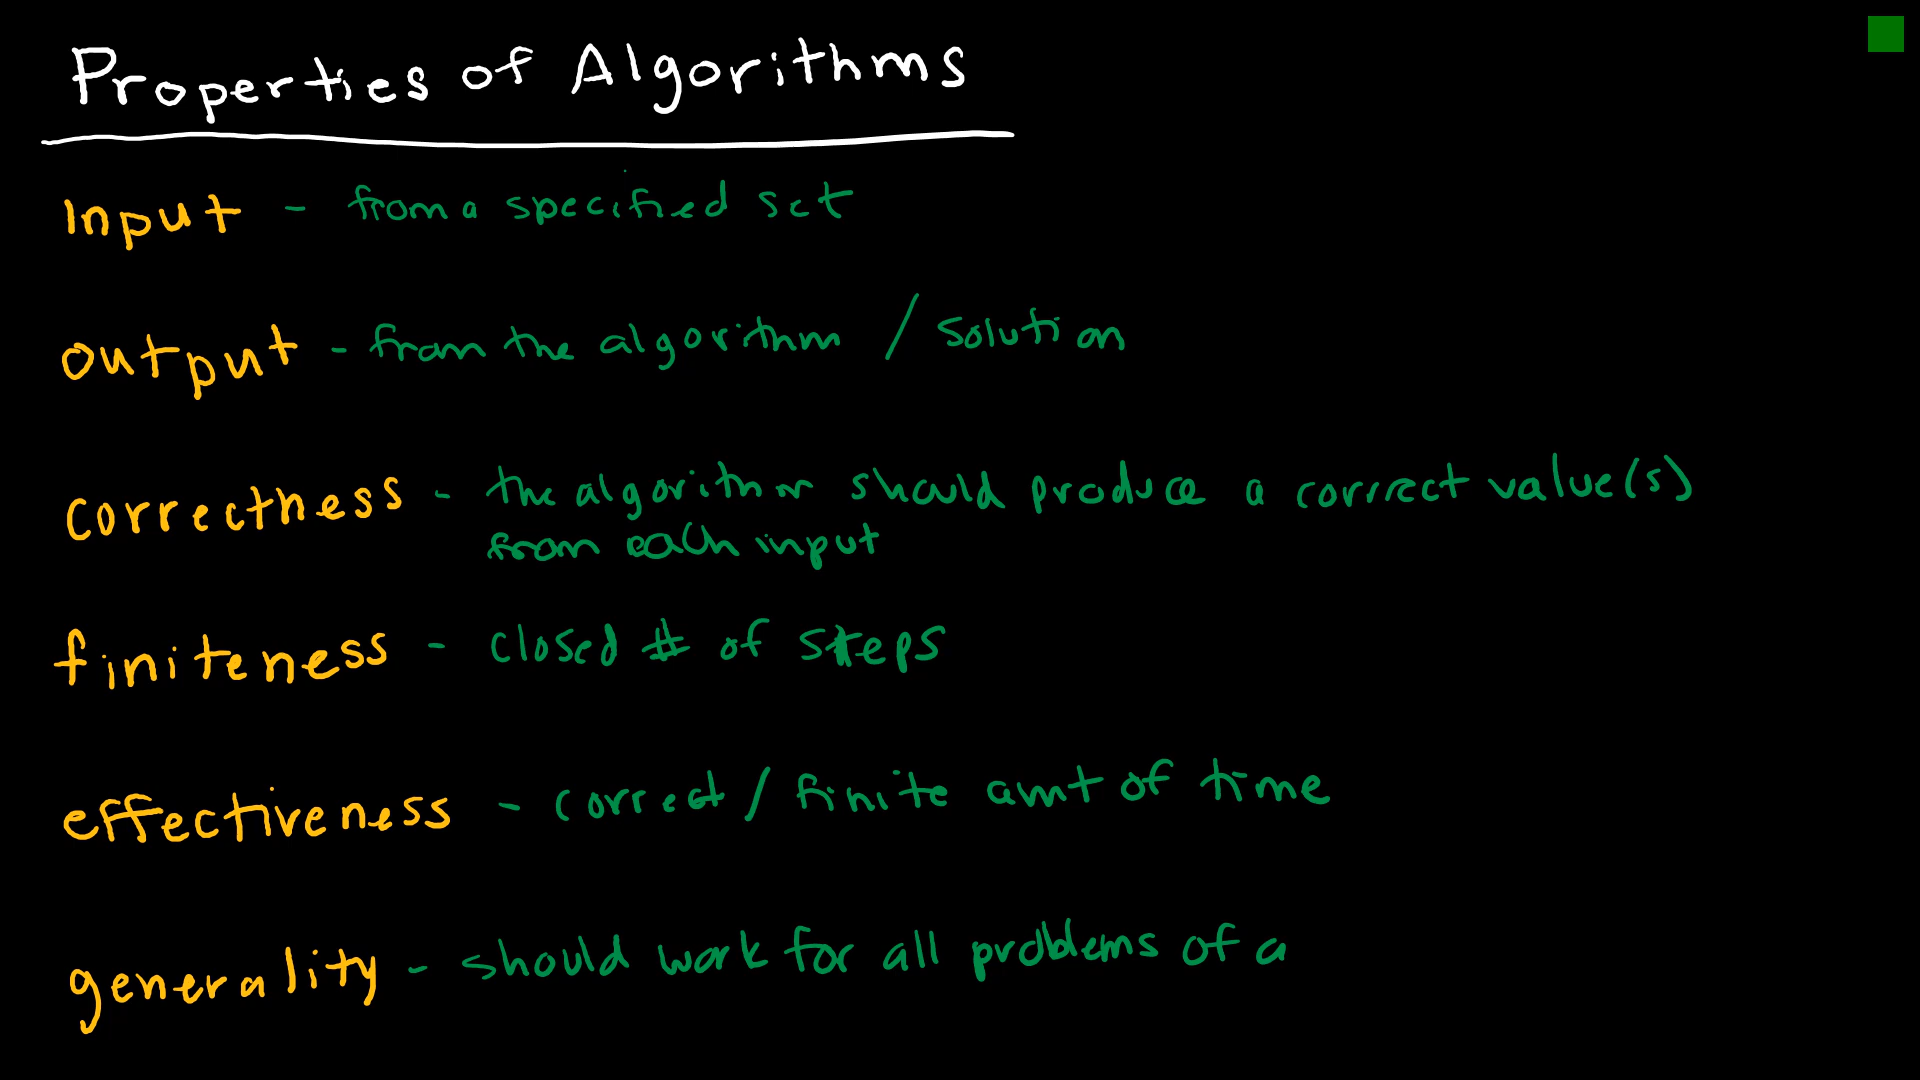 Properties of Algorithms
Input - from a specified set
output - from the algorithm / solution
correctness - the algorithm should produce a correct value(s)
from each input
finiteness - closed # of steps
effectiveness - correct / finite amt of time
generality - should work for all problems of a